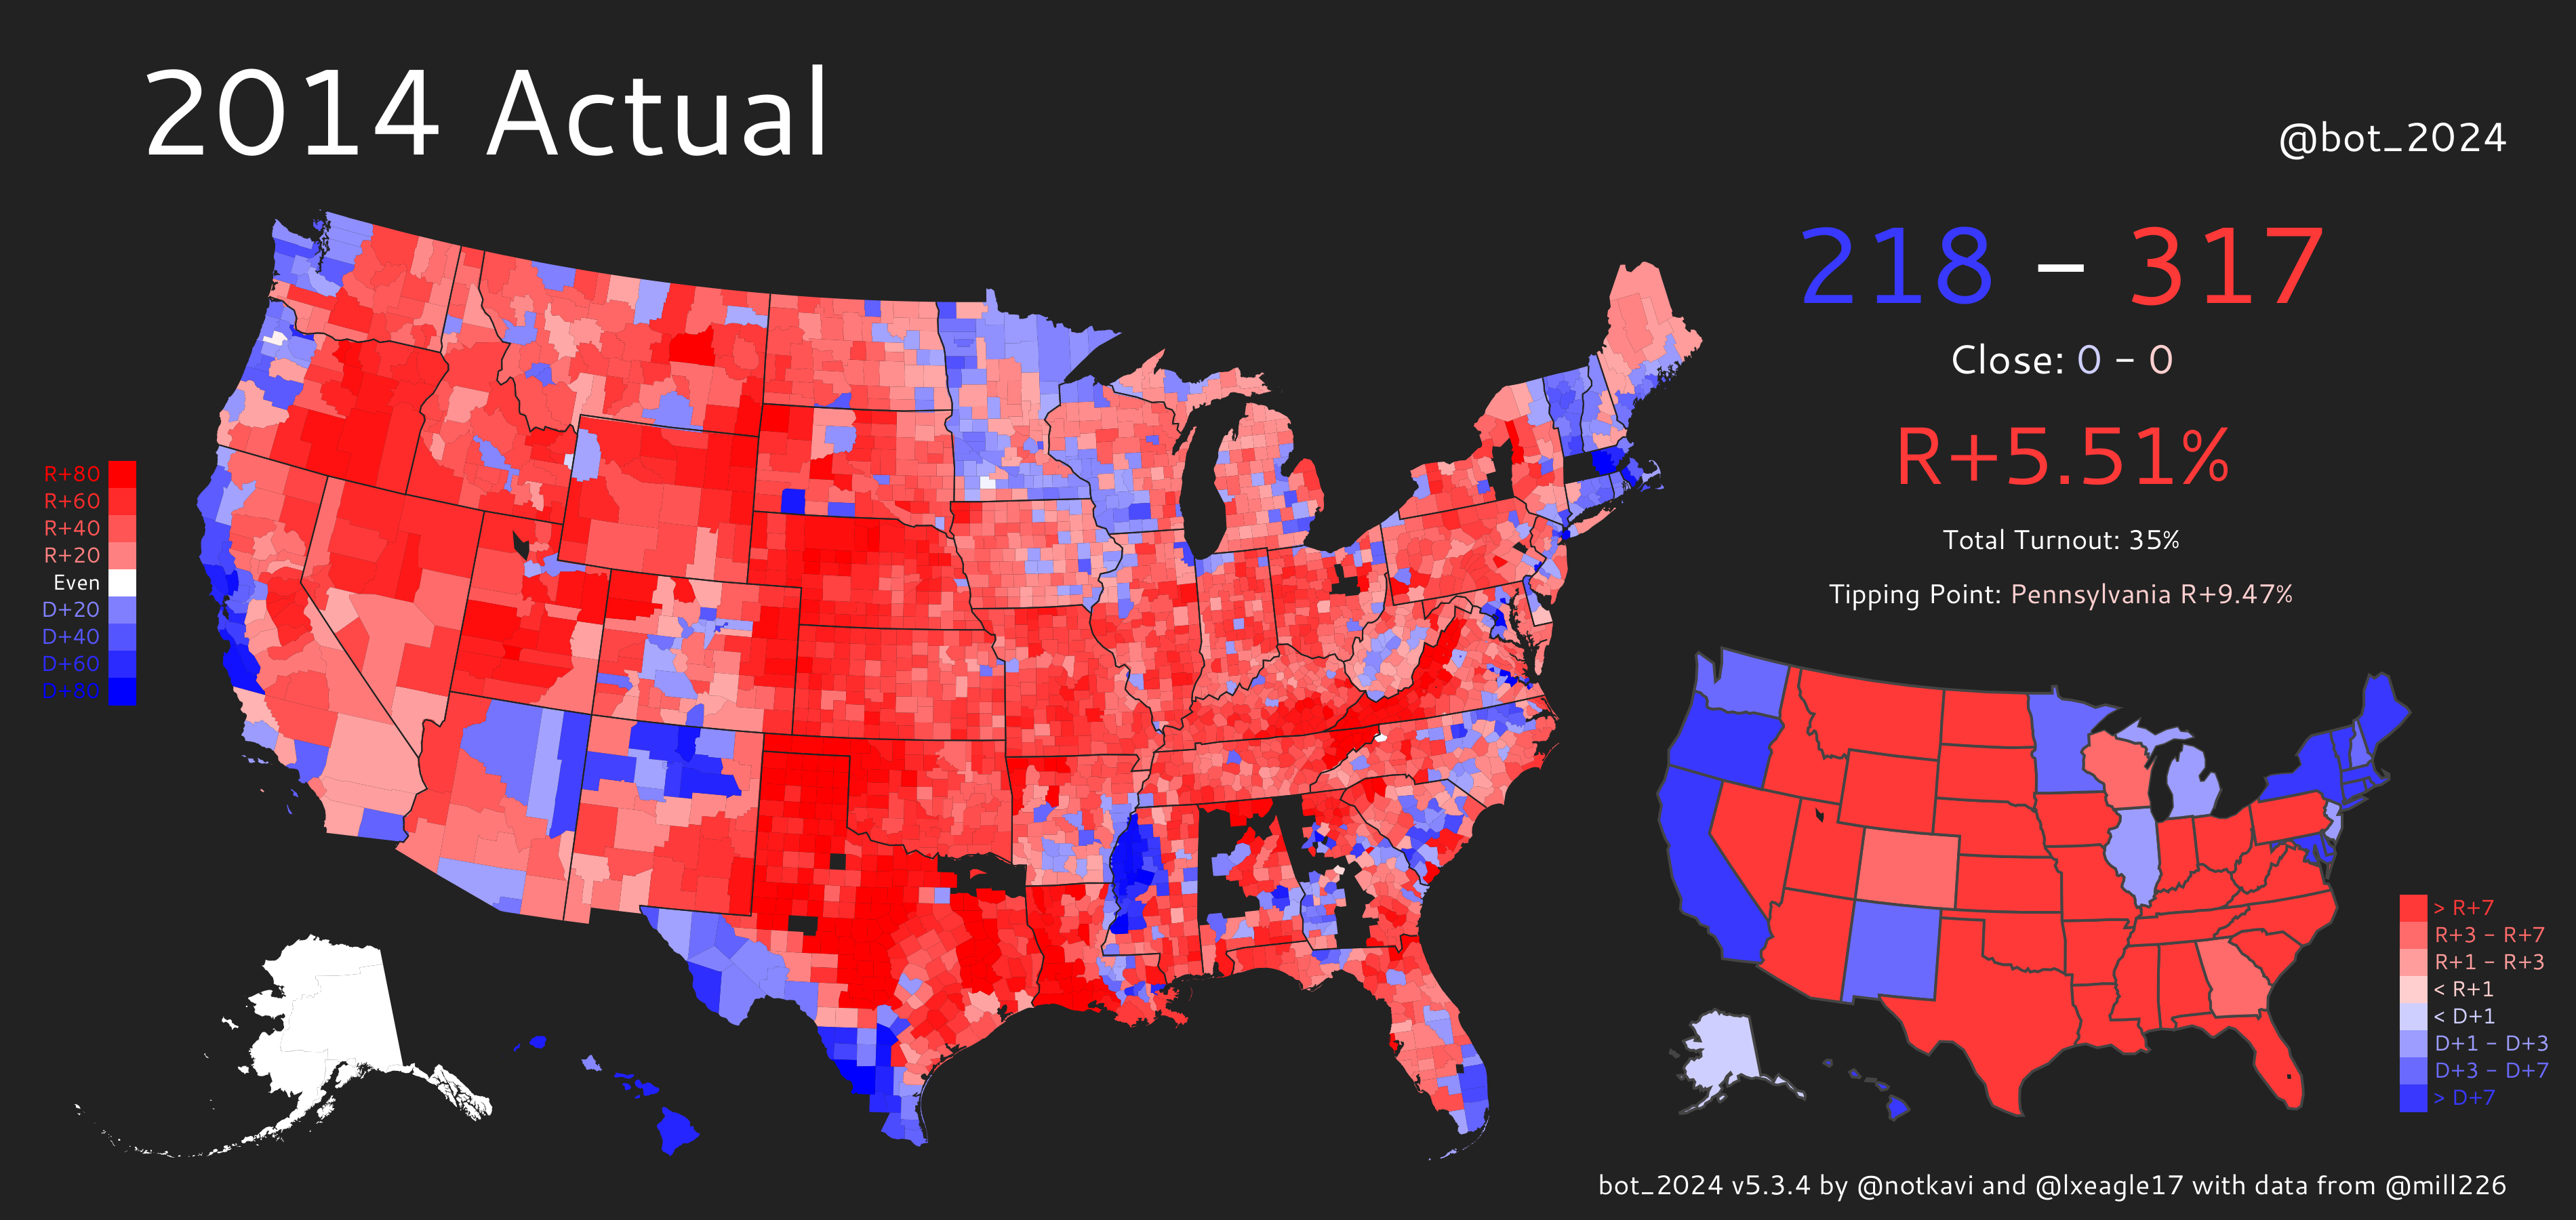 2014 Actual
@bot_2024
218 – 317
Close: 0 – 0
R+5.51%
Total Turnout: 35%
Tipping Point: Pennsylvania R+9.47%
R+80
R+60
R+40
R+20
Even
D+20
D+40
D+60
D+80
> R+7
R+3 – R+7
R+1 – R+3
< R+1
< D+1
D+1 – D+3
D+3 – D+7
> D+7
bot_2024 v5.3.4 by @notkavi and @lxeagle17 with data from @mill226